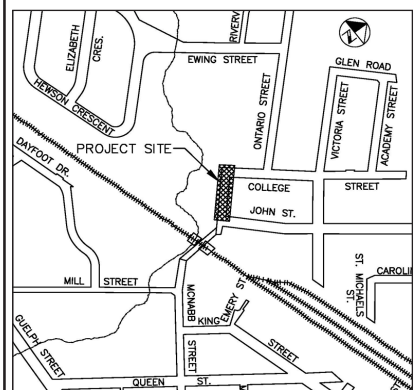 ELIZABETH
CRES.
RIVERV
EWING STREET
GLEN ROAD
HEWSON CRESCENT
ONTARIO STREET
VICTORIA STREET
ACADEMY STREET
DAYFOOT DR.
PROJECT SITE
COLLEGE STREET
JOHN ST.
ST. MICHAELS
ST.
CAROLI
MILL STREET
MCNABB
STREET
EMERY ST
KING
STREET
GUELPH STREET
QUEEN ST.